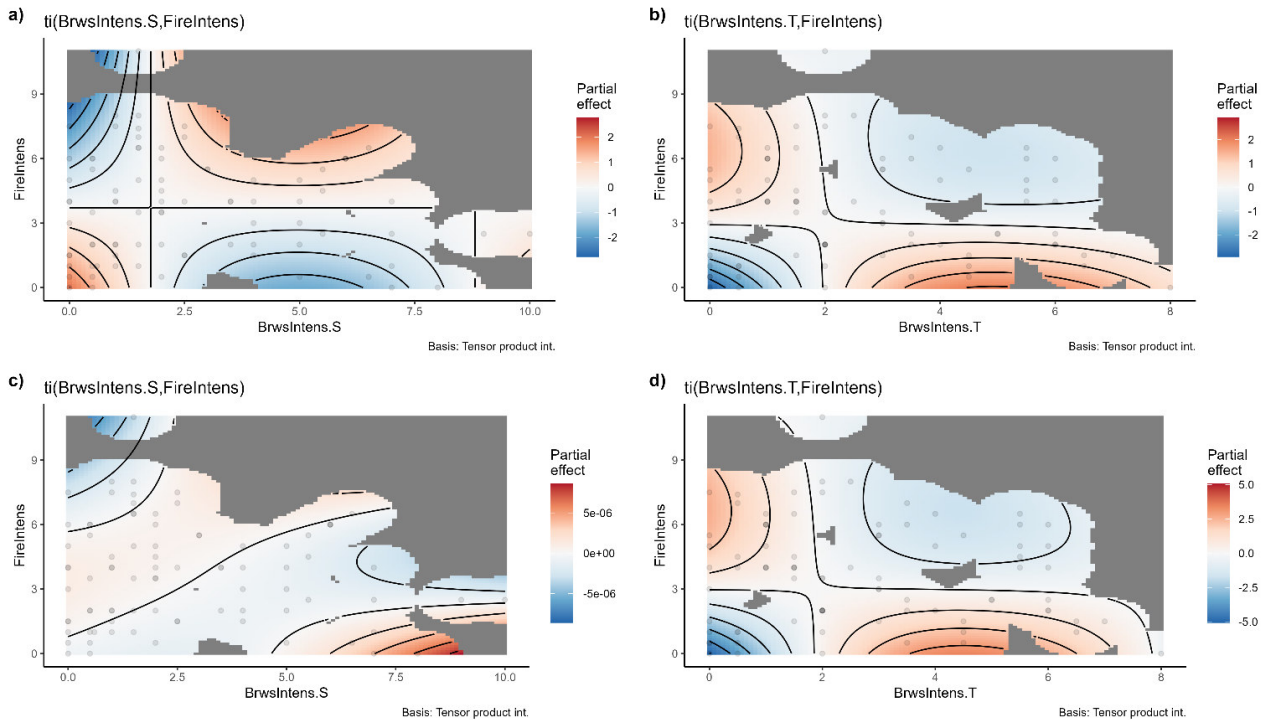 a)
ti(BrwsIntens.S,FireIntens)
FireIntens
9
6
3
0
0.0 2.5 5.0 7.5 10.0
BrwsIntens.S
Basis: Tensor product int.
Partial
effect
2
1
0
-1
-2
b)
ti(BrwsIntens.T,FireIntens)
FireIntens
9
6
3
0
0 2 4 6 8
BrwsIntens.T
Basis: Tensor product int.
Partial
effect
2
1
0
-1
-2
c)
ti(BrwsIntens.S,FireIntens)
FireIntens
9
6
3
0
0.0 2.5 5.0 7.5 10.0
BrwsIntens.S
Basis: Tensor product int.
Partial
effect
5e-06
0e+00
-5e-06
d)
ti(BrwsIntens.T,FireIntens)
FireIntens
9
6
3
0
0 2 4 6 8
BrwsIntens.T
Basis: Tensor product int.
Partial
effect
5.0
2.5
0.0
-2.5
-5.0